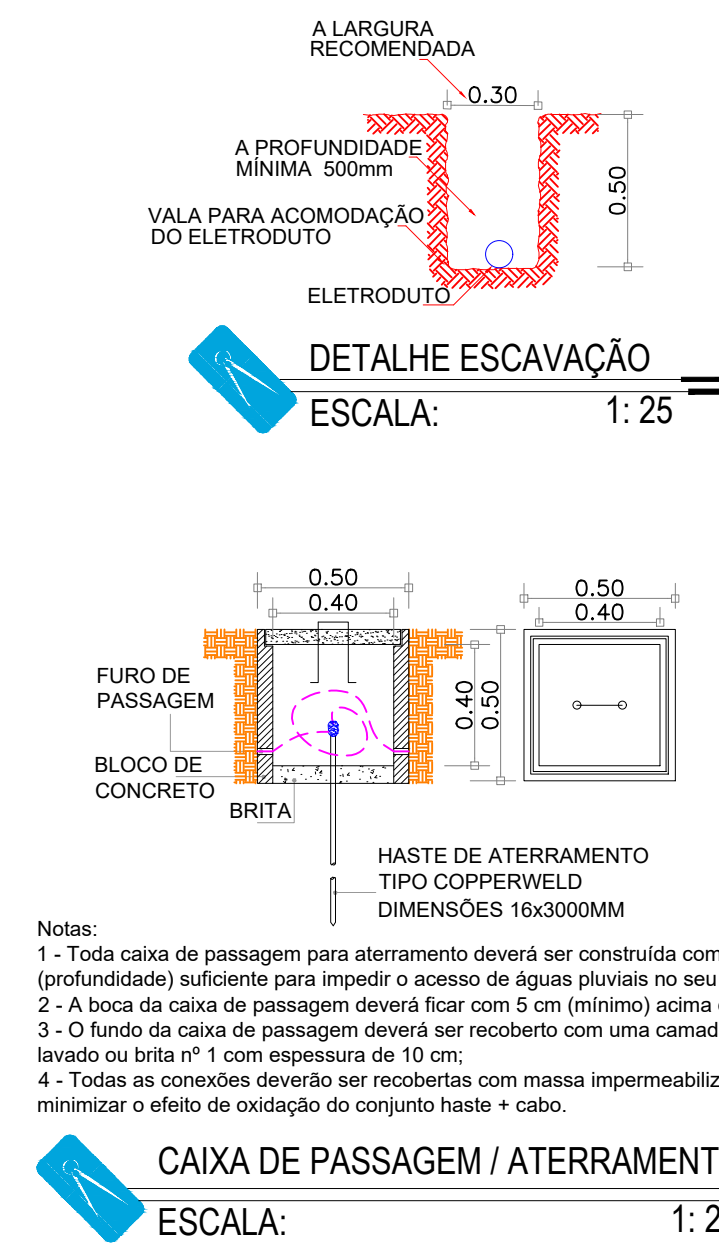 A LARGURA
RECOMENDADA
0.30
A PROFUNDIDADE
MÍNIMA 500mm
0.50
VALA PARA ACOMODAÇÃO
DO ELETRODUTO
ELETRODUTO
DETALHE ESCAVAÇÃO
ESCALA: 1: 25
0.50
0.40
0.50
0.40
FURO DE
PASSAGEM
0.40
0.50
BLOCO DE
CONCRETO
BRITA
HASTE DE ATERRAMENTO
TIPO COPPERWELD
DIMENSÕES 16x3000MM
Notas:
1 - Toda caixa de passagem para aterramento deverá ser construída com
(profundidade) suficiente para impedir o acesso de águas pluviais no seu
2 - A boca da caixa de passagem deverá ficar com 5 cm (mínimo) acima
3 - O fundo da caixa de passagem deverá ser recoberto com uma camad
lavado ou brita nº 1 com espessura de 10 cm;
4 - Todas as conexões deverão ser recobertas com massa impermeabiliz
minimizar o efeito de oxidação do conjunto haste + cabo.
CAIXA DE PASSAGEM / ATERRAMENT
ESCALA: 1: 2